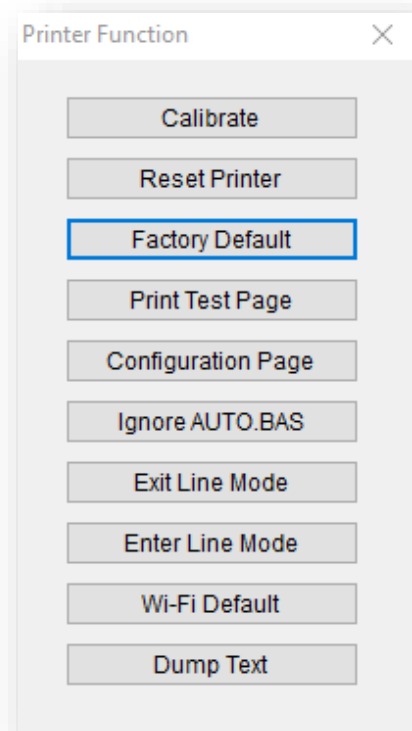 Printer Function
Calibrate
Reset Printer
Factory Default
Print Test Page
Configuration Page
Ignore AUTO.BAS
Exit Line Mode
Enter Line Mode
Wi-Fi Default
Dump Text